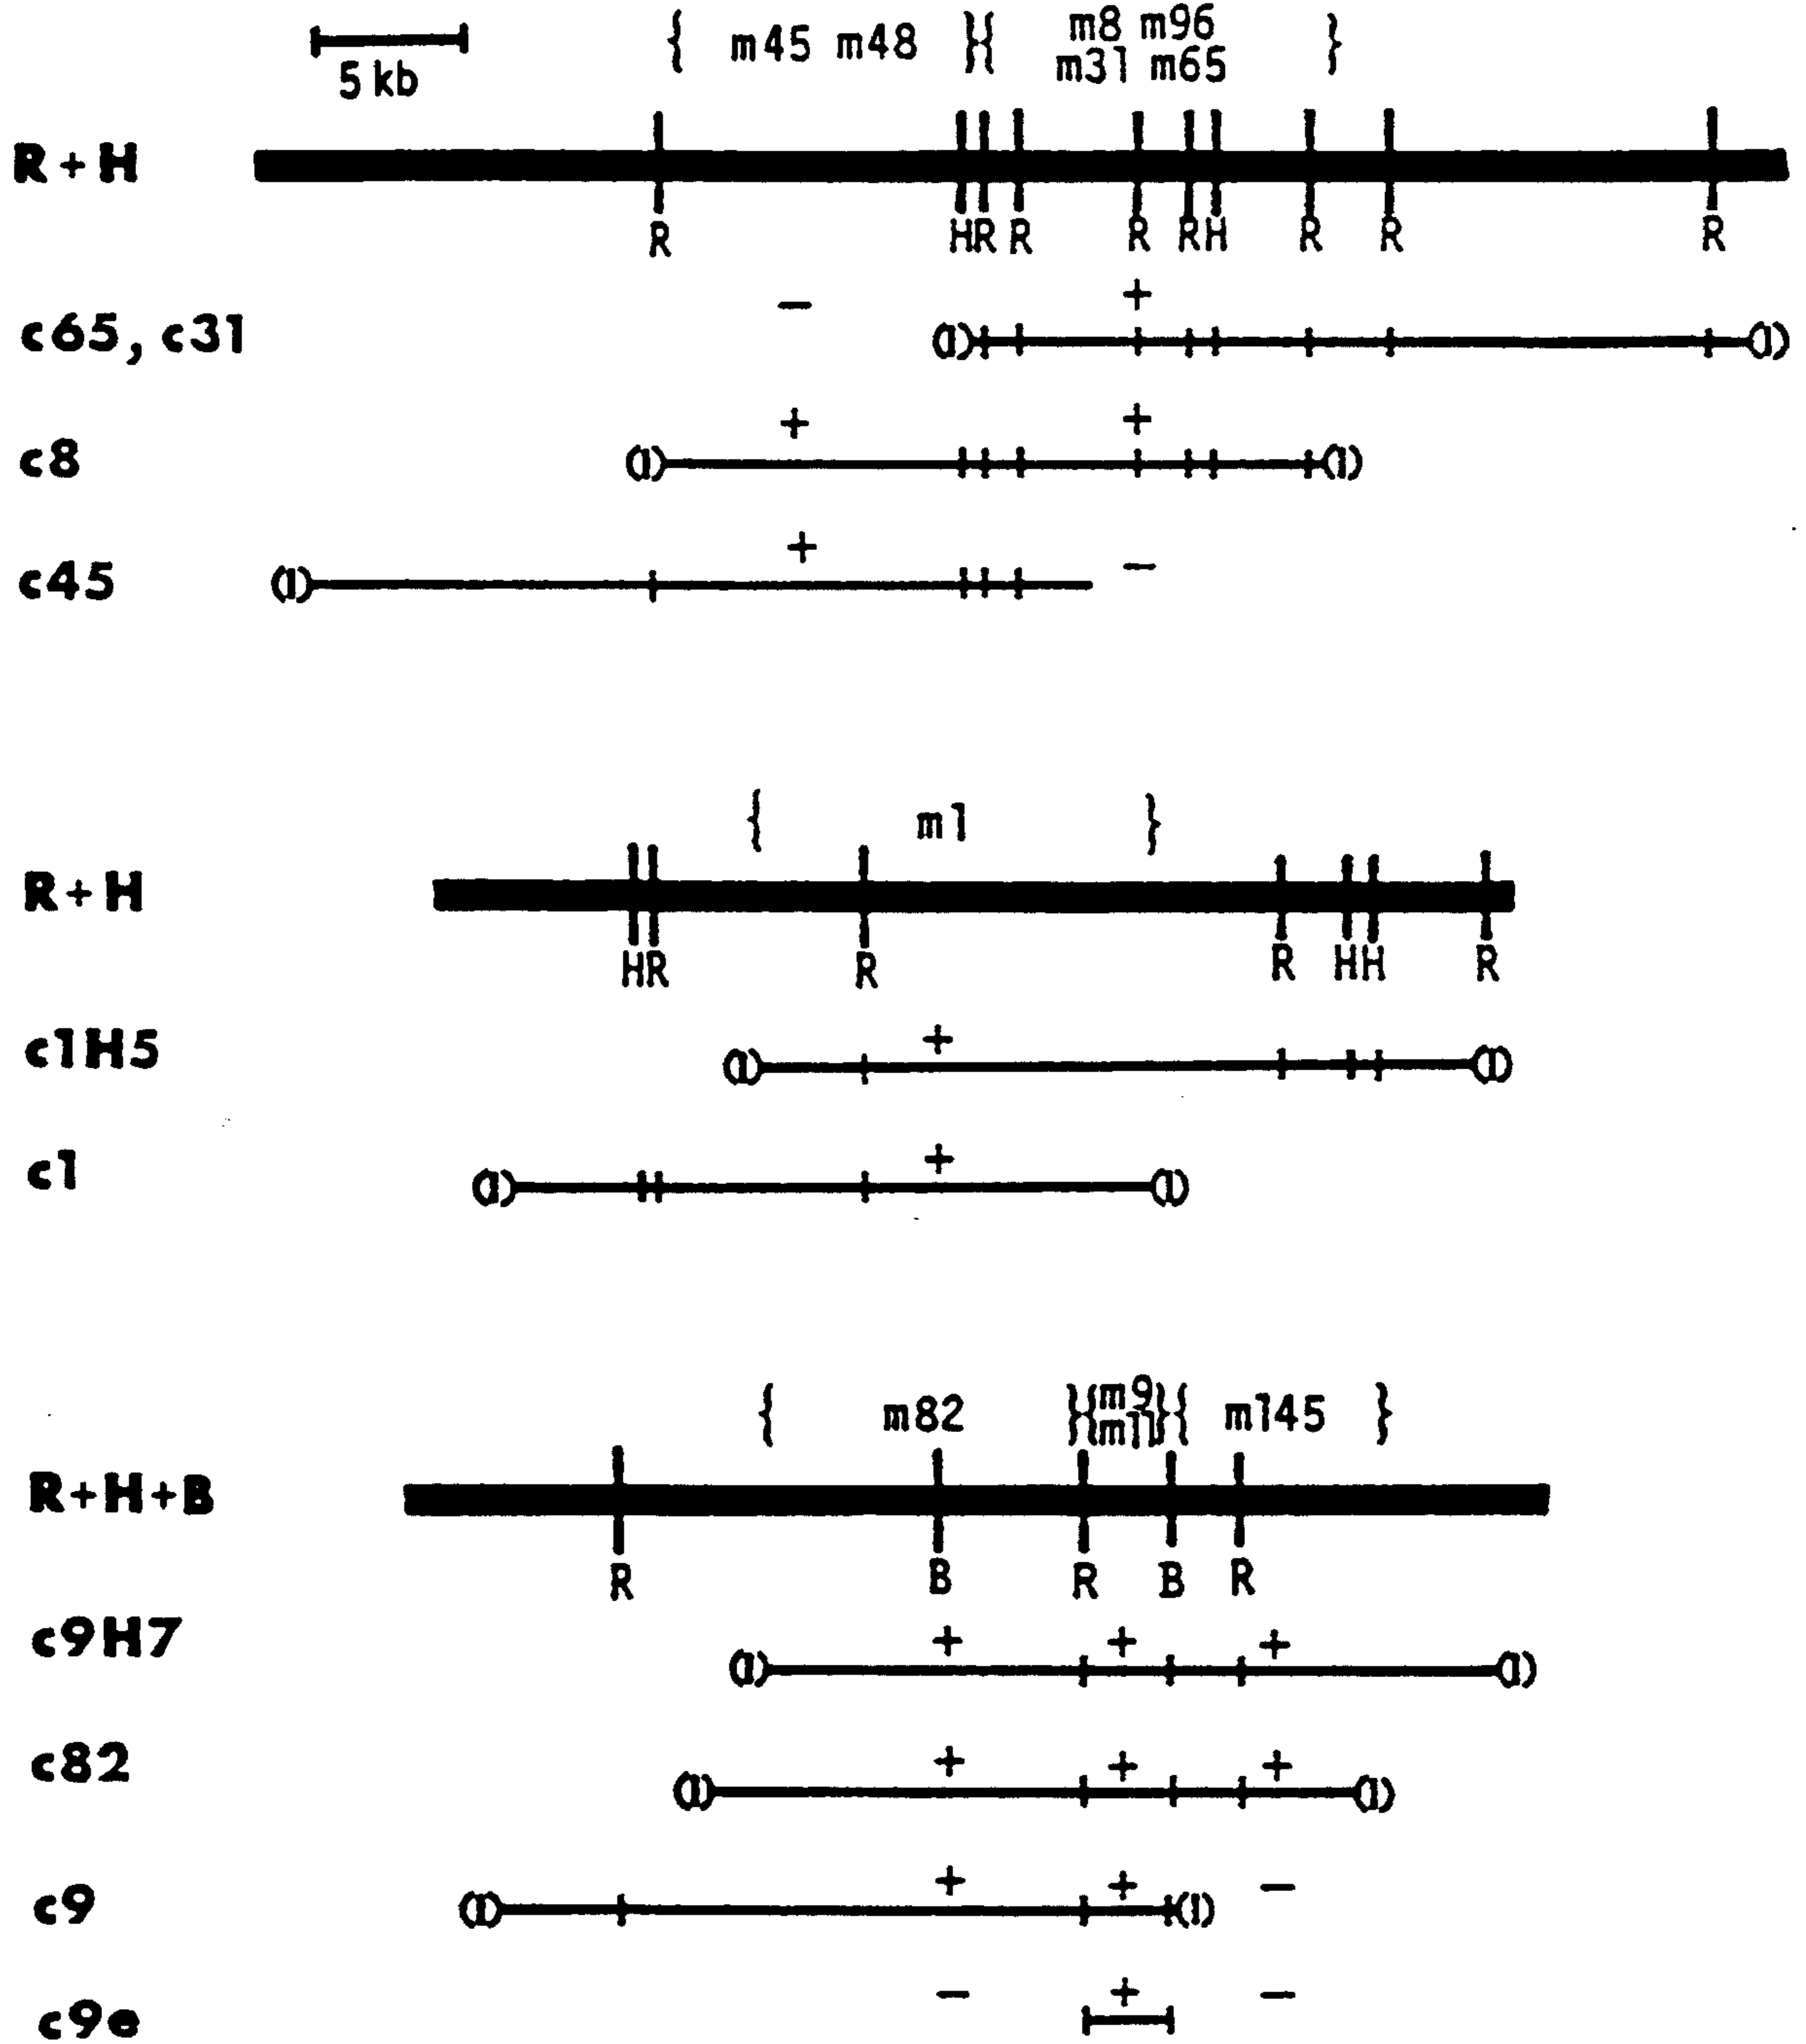 { m45 m48 }{ m8 m96 }
m31 m65
5 kb
R + H
R H R R R R H R R R
c65, c31
− +
c8
+ +
c45
+ −
{ m1 }
R + H
H R R R H H R
c1H5
+
c1
+
{ m82 }{ m9 }{ m145 }
m11
R + H + B
R B R B R
c9H7
+ + +
c82
+ + +
c9
+ + −
c9e
− + −